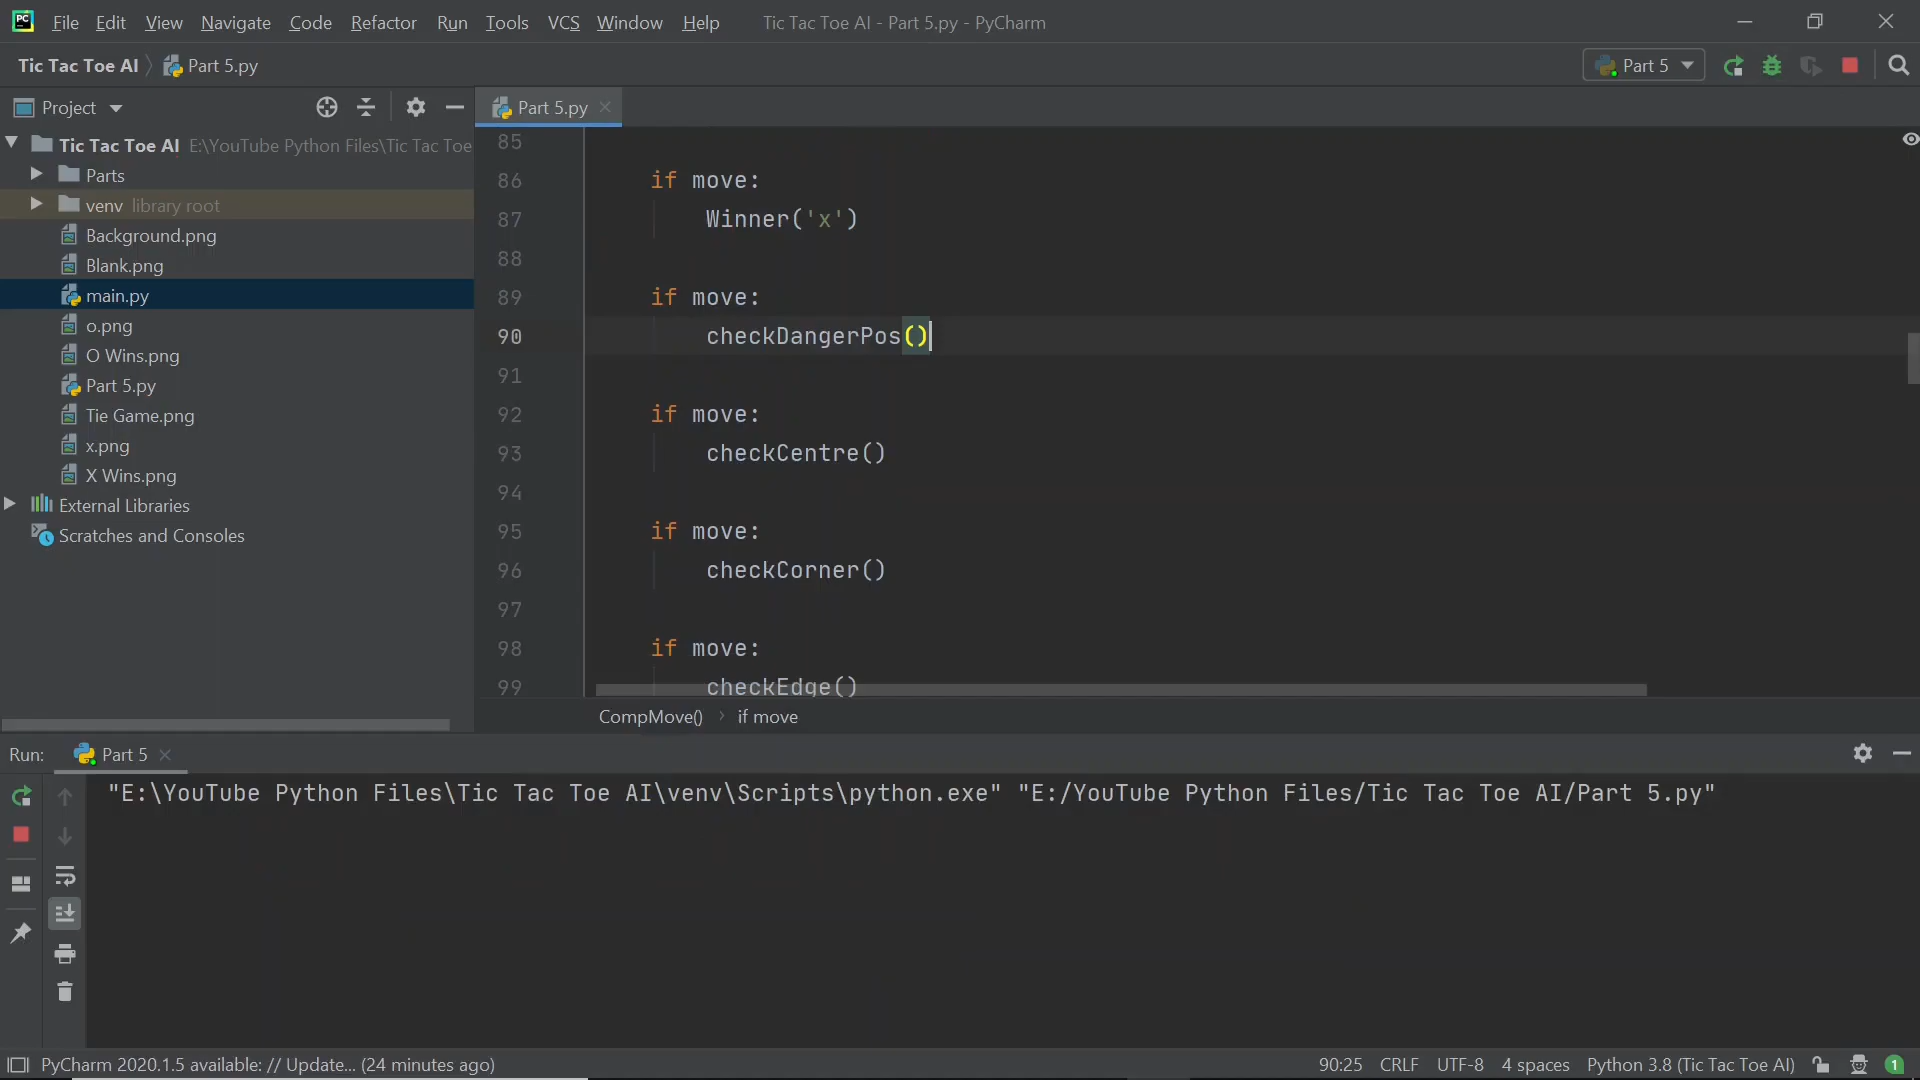 File Edit View Navigate Code Refactor Run Tools VCS Window Help Tic Tac Toe AI - Part 5.py - PyCharm
Tic Tac Toe AI Part 5.py Part 5
Project
Part 5.py
Tic Tac Toe AI E:\YouTube Python Files\Tic Tac Toe
Parts
venv library root
Background.png
Blank.png
main.py
o.png
O Wins.png
Part 5.py
Tie Game.png
x.png
X Wins.png
External Libraries
Scratches and Consoles
85
86 if move:
87 Winner('x')
88
89 if move:
90 checkDangerPos()
91
92 if move:
93 checkCentre()
94
95 if move:
96 checkCorner()
97
98 if move:
99 checkEdge()
CompMove() if move
Run: Part 5
"E:\YouTube Python Files\Tic Tac Toe AI\venv\Scripts\python.exe" "E:/YouTube Python Files/Tic Tac Toe AI/Part 5.py"
PyCharm 2020.1.5 available: // Update... (24 minutes ago) 90:25 CRLF UTF-8 4 spaces Python 3.8 (Tic Tac Toe AI) 1